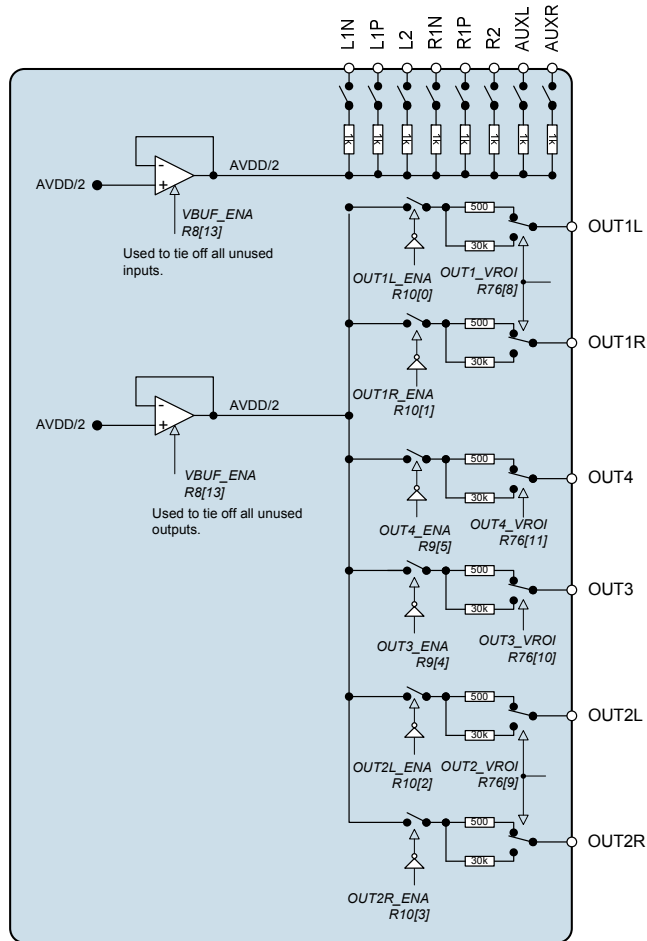 L1N
L1P
L2
R1N
R1P
R2
AUXL
AUXR
1k
1k
1k
1k
1k
1k
1k
1k
AVDD/2
-
+
AVDD/2
VBUF_ENA
R8[13]
Used to tie off all unused
inputs.
500
30k
OUT1L
OUT1L_ENA
R10[0]
OUT1_VROI
R76[8]
500
30k
OUT1R
OUT1R_ENA
R10[1]
AVDD/2
-
+
AVDD/2
VBUF_ENA
R8[13]
Used to tie off all unused
outputs.
500
30k
OUT4
OUT4_ENA
R9[5]
OUT4_VROI
R76[11]
500
30k
OUT3
OUT3_ENA
R9[4]
OUT3_VROI
R76[10]
500
30k
OUT2L
OUT2L_ENA
R10[2]
OUT2_VROI
R76[9]
500
30k
OUT2R
OUT2R_ENA
R10[3]